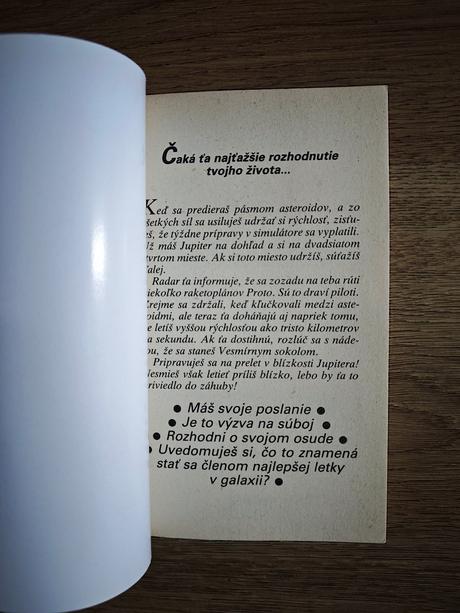 Čaká ťa najťažšie rozhodnutie
tvojho života...
Keď sa predieraš pásmom asteroidov, a zo
šetkých síl sa usiluješ udržať si rýchlosť, zisťu-
eš, že týždne prípravy v simulátore sa vyplatili.
Už máš Jupiter na dohľad a si na dvadsiatom
tvrtom mieste. Ak si toto miesto udržíš, súťažíš
ďalej.
Radar ťa informuje, že sa zozadu na teba rúti
iekoľko raketoplánov Proto. Sú to draví piloti.
rejme sa zdržali, keď kľučkovali medzi aste-
oidmi, ale teraz ťa doháňajú aj napriek tomu,
e letíš vyššou rýchlosťou ako tristo kilometrov
a sekundu. Ak ťa dostihnú, rozlúč sa s náde-
ou, že sa staneš Vesmírnym sokolom.
Pripravuješ sa na prelet v blízkosti Jupitera!
Nesmieš však letieť príliš blízko, lebo by ťa to
riviedlo do záhuby!
● Máš svoje poslanie ●
● Je to výzva na súboj ●
● Rozhodni o svojom osude ●
● Uvedomuješ si, čo to znamená
stať sa členom najlepšej letky
v galaxii? ●